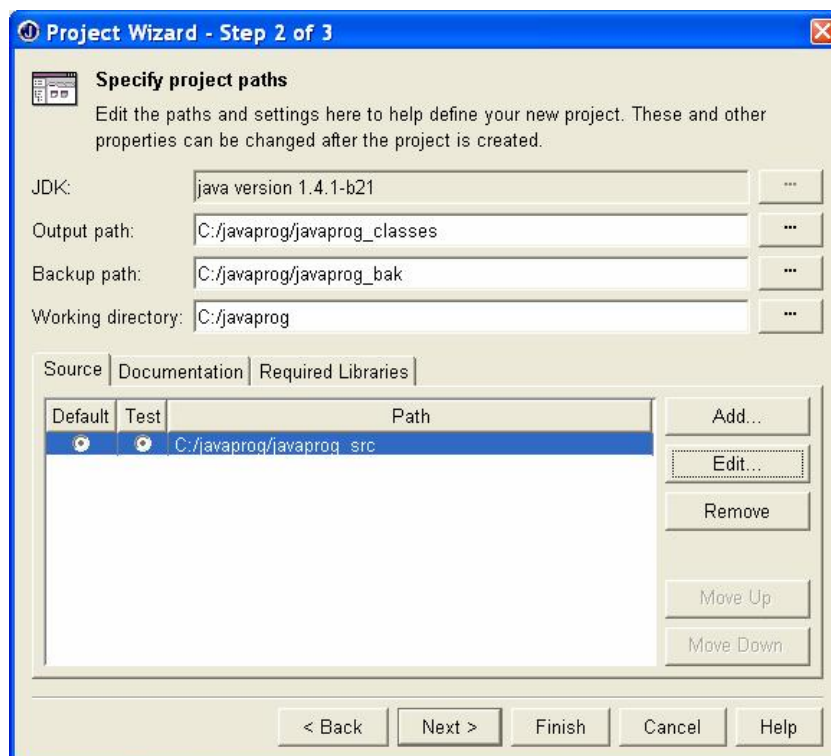 Project Wizard - Step 2 of 3
Specify project paths
Edit the paths and settings here to help define your new project. These and other
properties can be changed after the project is created.
JDK: java version 1.4.1-b21 ...
Output path: C:/javaprog/javaprog_classes ...
Backup path: C:/javaprog/javaprog_bak ...
Working directory: C:/javaprog ...
Source Documentation Required Libraries
Default Test Path Add...
C:/javaprog/javaprog_src
Edit...
Remove
Move Up
Move Down
< Back Next > Finish Cancel Help